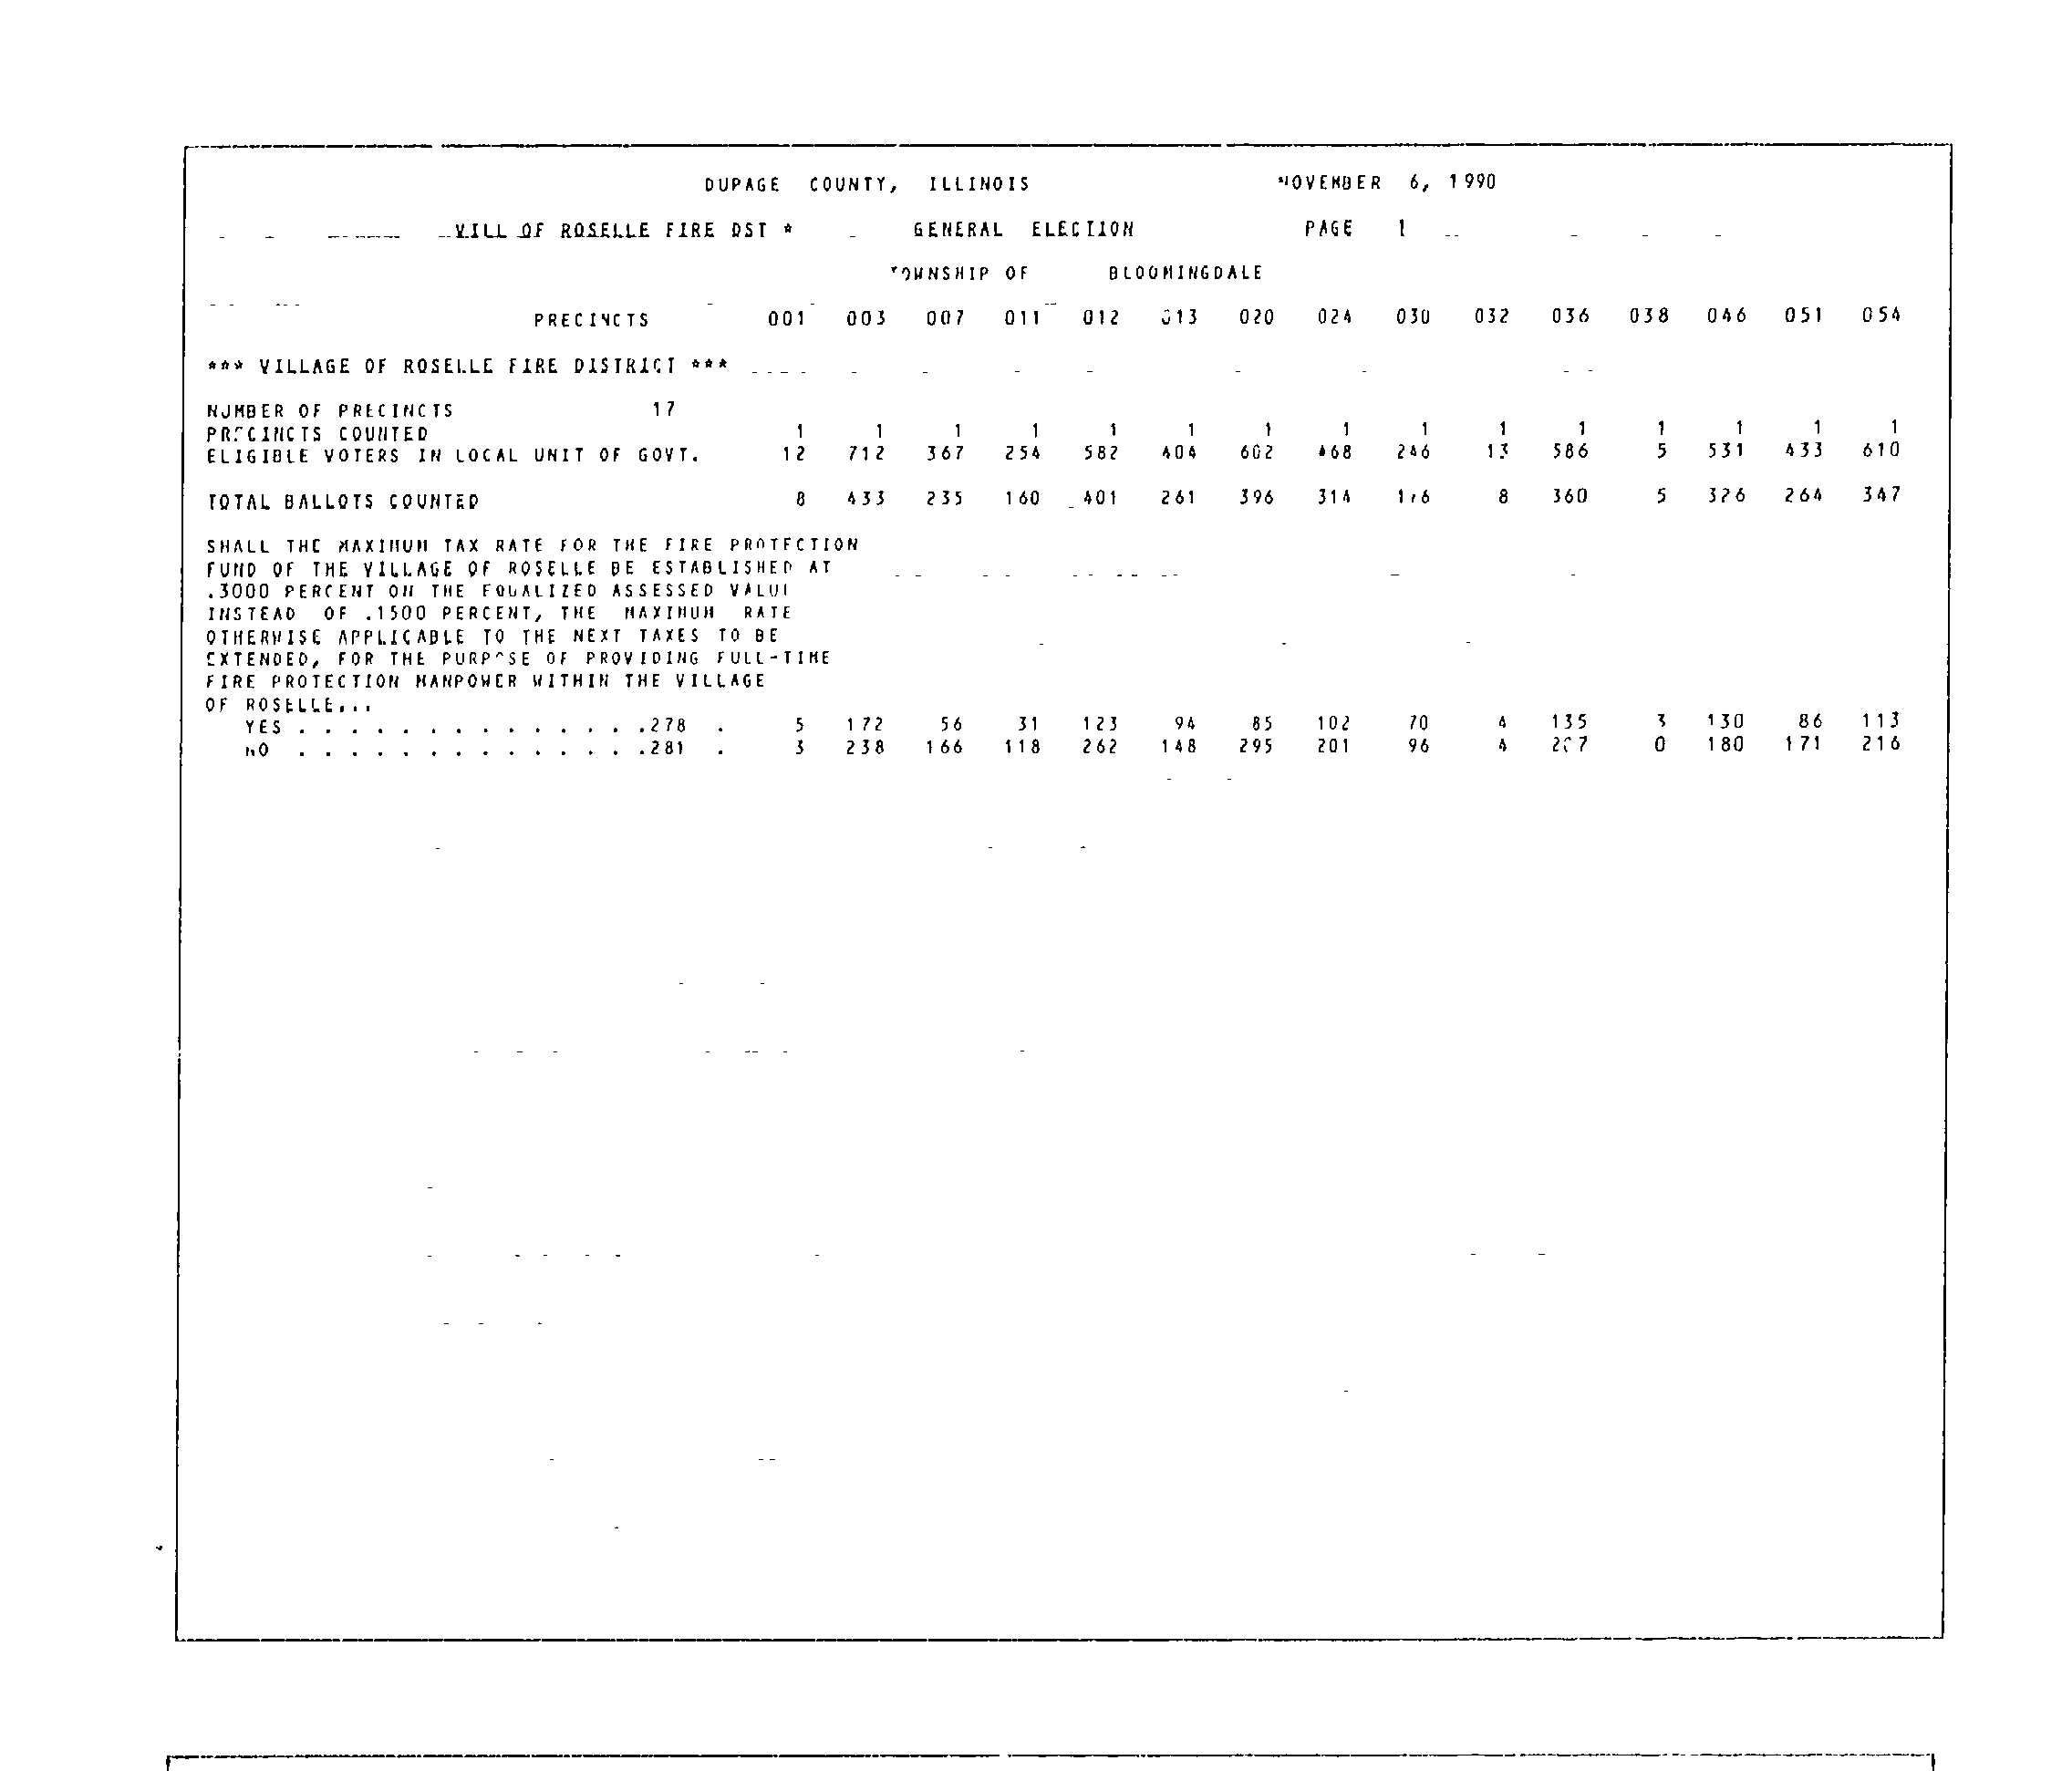 DUPAGE COUNTY, ILLINOIS NOVEMBER 6, 1990
VILL OF ROSELLE FIRE DST * GENERAL ELECTION PAGE 1
TOWNSHIP OF BLOOMINGDALE
PRECINCTS 001 003 007 011 012 013 020 024 030 032 036 038 046 051 054
*** VILLAGE OF ROSELLE FIRE DISTRICT ***
NUMBER OF PRECINCTS 17
PRECINCTS COUNTED 1 1 1 1 1 1 1 1 1 1 1 1 1 1 1
ELIGIBLE VOTERS IN LOCAL UNIT OF GOVT. 12 712 367 254 582 404 602 468 246 13 586 5 531 433 610
TOTAL BALLOTS COUNTED 8 433 235 160 401 261 396 314 8 360 5 326 264 347
SHALL THE MAXIMUM TAX RATE FOR THE FIRE PROTECTION
FUND OF THE VILLAGE OF ROSELLE BE ESTABLISHED AT
.3000 PERCENT ON THE EQUALIZED ASSESSED VALUE
INSTEAD OF .1500 PERCENT, THE MAXIMUM RATE
OTHERWISE APPLICABLE TO THE NEXT TAXES TO BE
EXTENDED, FOR THE PURPOSE OF PROVIDING FULL-TIME
FIRE PROTECTION MANPOWER WITHIN THE VILLAGE
OF ROSELLE...
YES . . . . . . . . . . . . . .278 . 5 172 56 31 123 94 85 102 70 4 135 3 130 86 113
NO . . . . . . . . . . . . . .281 . 3 238 166 118 262 148 295 201 96 4 207 0 180 171 216